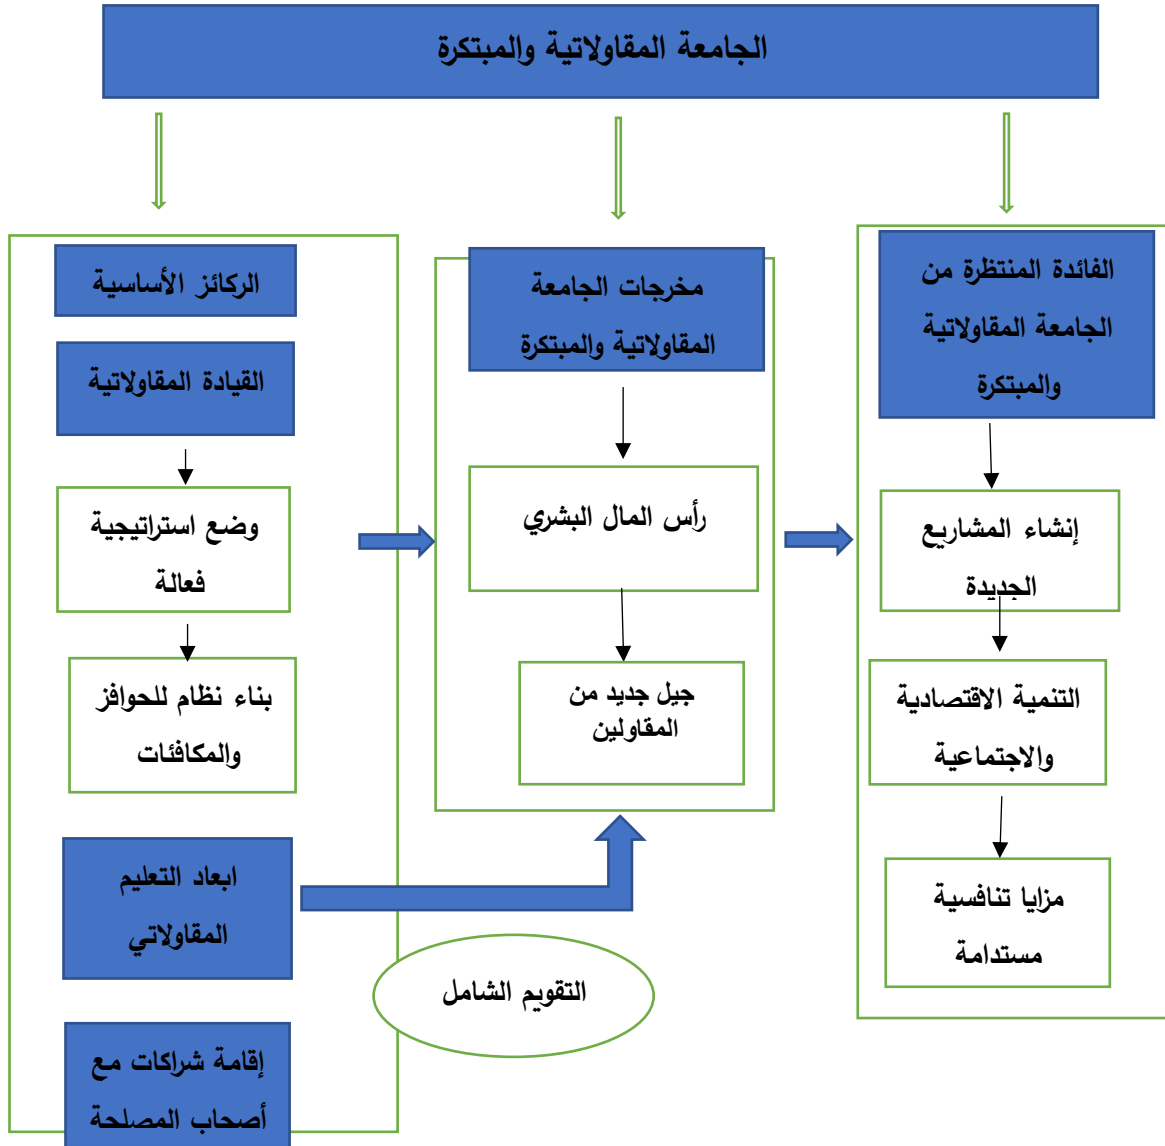 الجامعة المقاولاتية والمبتكرة
الفائدة المنتظرة من
الجامعة المقاولاتية
والمبتكرة
إنشاء المشاريع
الجديدة
التنمية الاقتصادية
والاجتماعية
مزايا تنافسية
مستدامة
مخرجات الجامعة
المقاولاتية والمبتكرة
رأس المال البشري
جيل جديد من
المقاولين
الركائز الأساسية
القيادة المقاولاتية
وضع استراتيجية
فعالة
بناء نظام للحوافز
والمكافئات
ابعاد التعليم
المقاولاتي
إقامة شراكات مع
أصحاب المصلحة
التقويم الشامل